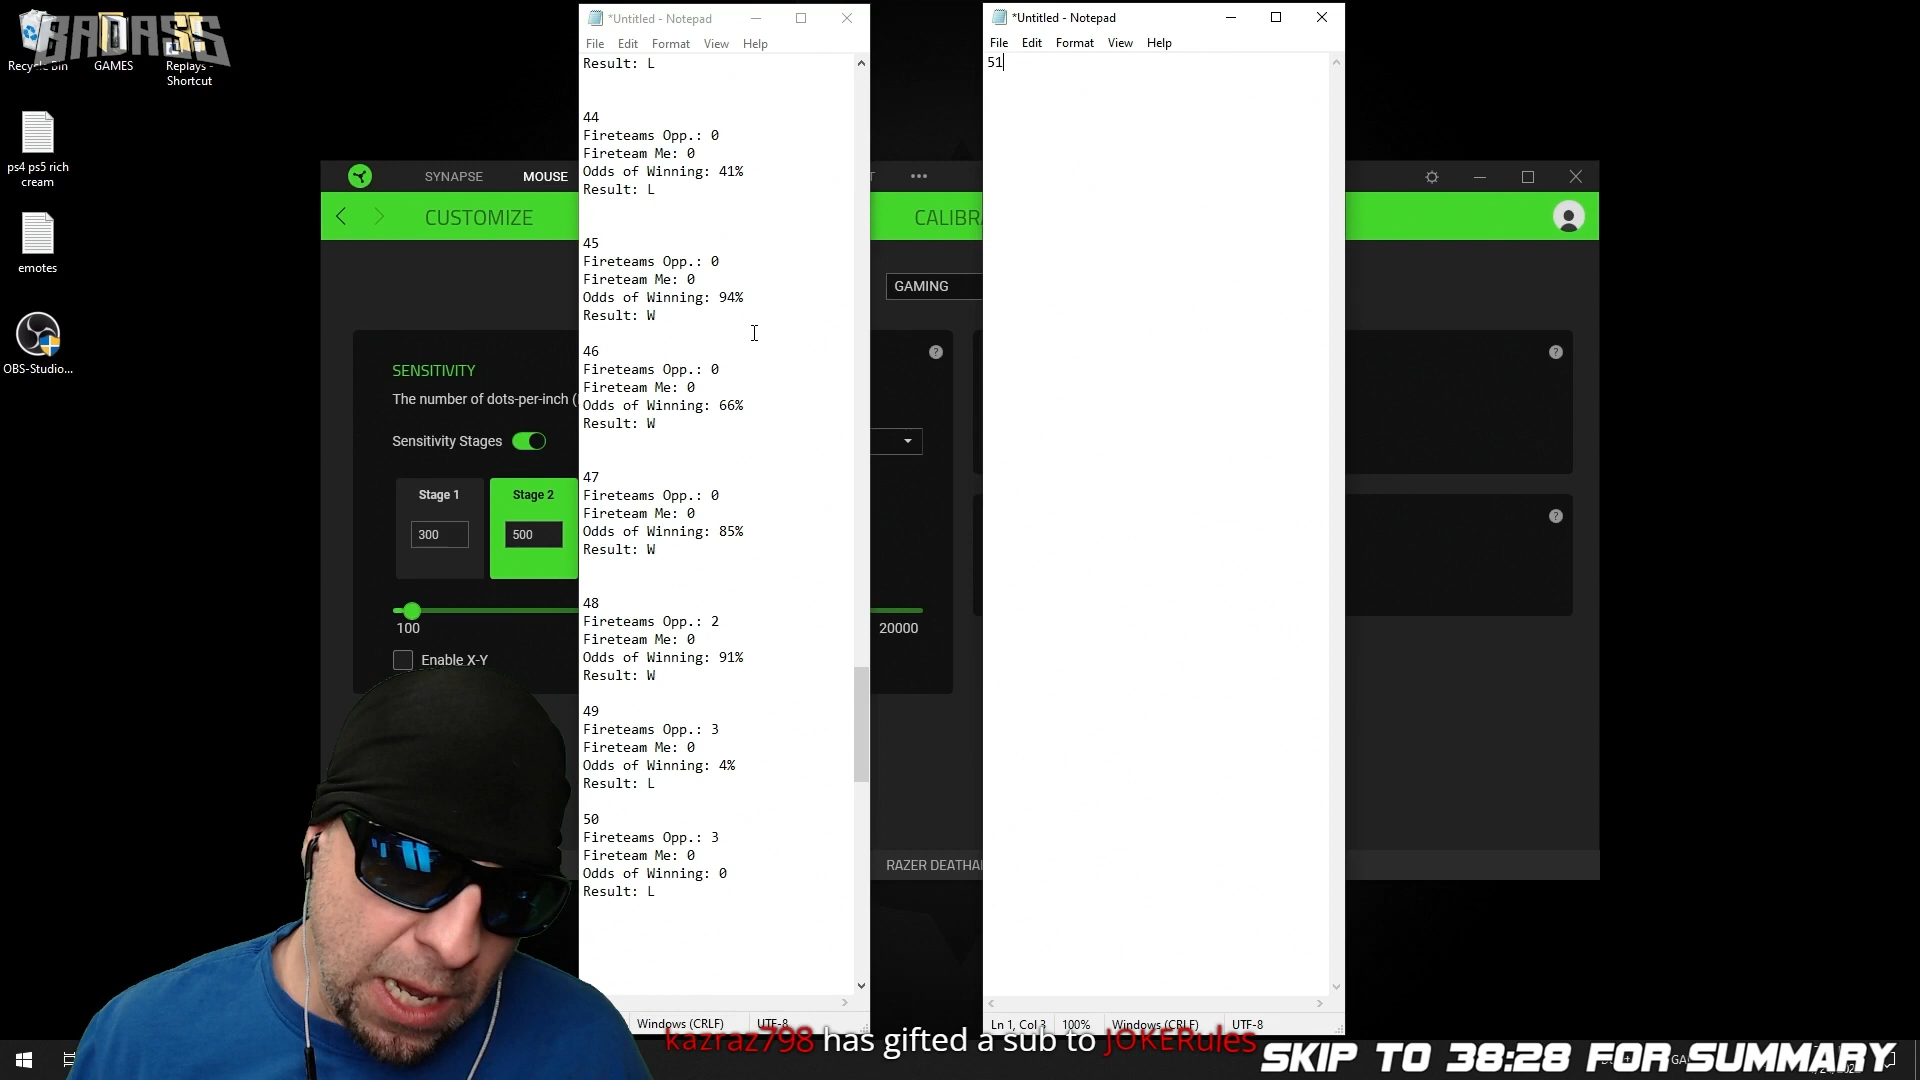 BADASS
Recycle Bin
GAMES
Replays -
Shortcut
ps4 ps5 rich
cream
emotes
OBS-Studio...
*Untitled - Notepad
File Edit Format View Help
Result: L
44
Fireteams Opp.: 0
Fireteam Me: 0
Odds of Winning: 41%
Result: L
45
Fireteams Opp.: 0
Fireteam Me: 0
Odds of Winning: 94%
Result: W
46
Fireteams Opp.: 0
Fireteam Me: 0
Odds of Winning: 66%
Result: W
47
Fireteams Opp.: 0
Fireteam Me: 0
Odds of Winning: 85%
Result: W
48
Fireteams Opp.: 2
Fireteam Me: 0
Odds of Winning: 91%
Result: W
49
Fireteams Opp.: 3
Fireteam Me: 0
Odds of Winning: 4%
Result: L
50
Fireteams Opp.: 3
Fireteam Me: 0
Odds of Winning: 0
Result: L
Windows (CRLF) UTF-8
*Untitled - Notepad
File Edit Format View Help
51
Ln 1, Col 3 100% Windows (CRLF) UTF-8
SYNAPSE MOUSE
CUSTOMIZE CALIBRA
GAMING
SENSITIVITY
The number of dots-per-inch (
Sensitivity Stages
Stage 1 Stage 2
300 500
100 20000
Enable X-Y
RAZER DEATHA
kazraz798 has gifted a sub to JOKERules
SKIP TO 38:28 FOR SUMMARY